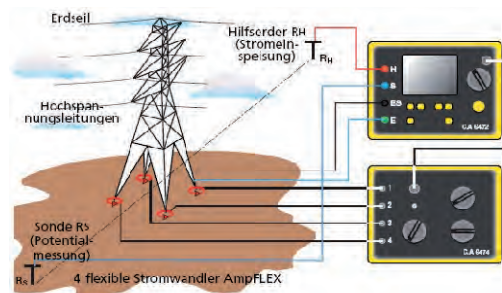 Erdseil
Hilfserder RH
(Stromein-
speisung)
RH
Hochspan-
nungsleitungen
H
S
ES
E
C.A 6472
1
2
3
4
C.A 6474
Sonde RS
(Potential-
messung)
RS
4 flexible Stromwandler AmpFLEX